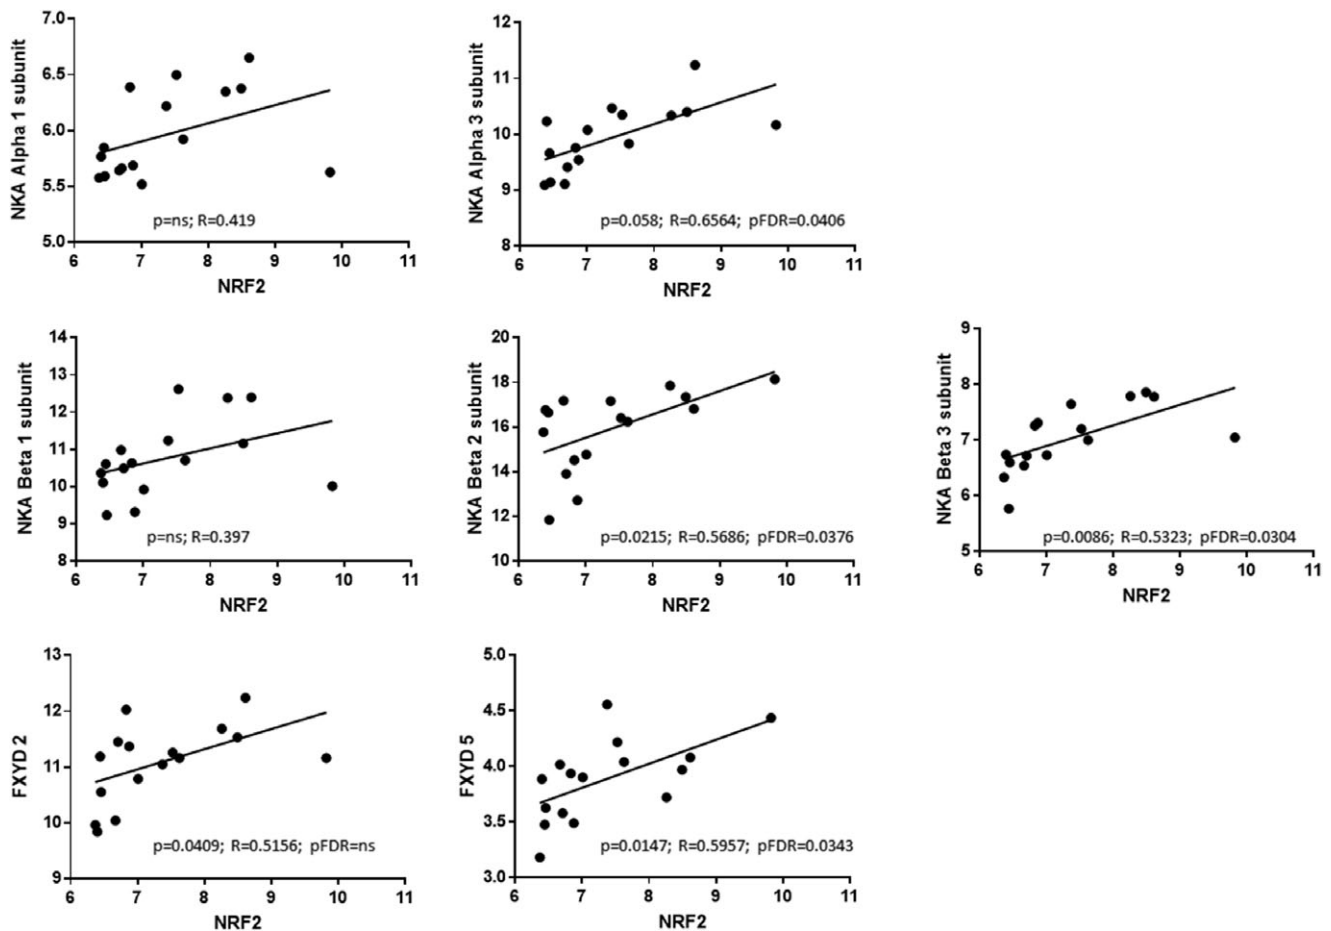 NKA Alpha 1 subunit
7.0
6.5
6.0
5.5
5.0
p=ns; R=0.419
6 7 8 9 10 11
NRF2
NKA Alpha 3 subunit
12
11
10
9
8
p=0.058; R=0.6564; pFDR=0.0406
6 7 8 9 10 11
NRF2
NKA Beta 1 subunit
14
13
12
11
10
9
8
p=ns; R=0.397
6 7 8 9 10 11
NRF2
NKA Beta 2 subunit
20
18
16
14
12
10
p=0.0215; R=0.5686; pFDR=0.0376
6 7 8 9 10 11
NRF2
NKA Beta 3 subunit
9
8
7
6
5
p=0.0086; R=0.5323; pFDR=0.0304
6 7 8 9 10 11
NRF2
FXYD 2
13
12
11
10
9
p=0.0409; R=0.5156; pFDR=ns
6 7 8 9 10 11
NRF2
FXYD 5
5.0
4.5
4.0
3.5
3.0
p=0.0147; R=0.5957; pFDR=0.0343
6 7 8 9 10 11
NRF2